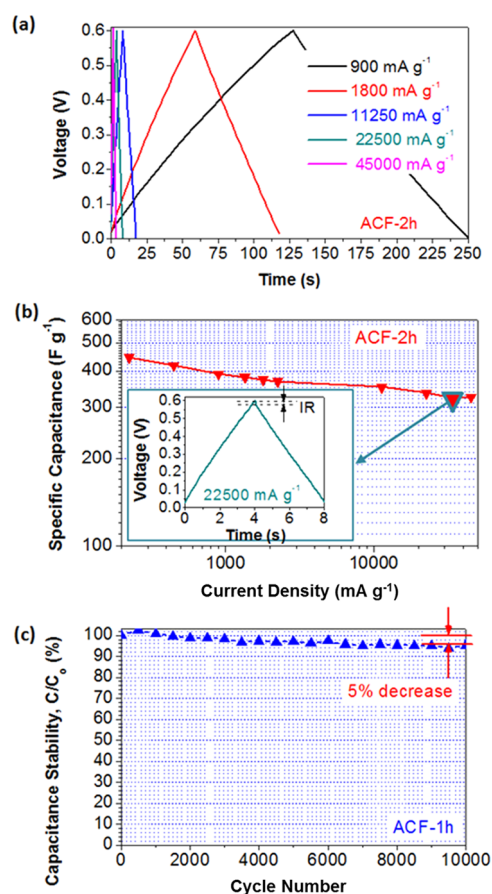 (a)
0.6
0.5
0.4
0.3
0.2
0.1
0.0
Voltage (V)
900 mA g⁻¹
1800 mA g⁻¹
11250 mA g⁻¹
22500 mA g⁻¹
45000 mA g⁻¹
ACF-2h
0 25 50 75 100 125 150 175 200 225 250
Time (s)
(b)
600
500
400
300
200
100
Specific Capacitance (F g⁻¹)
ACF-2h
0.6
0.5
0.4
0.3
0.2
0.1
0.0
Voltage (V)
IR
22500 mA g⁻¹
0 2 4 6 8
Time (s)
1000 10000
Current Density (mA g⁻¹)
(c)
100
90
80
70
60
50
40
30
20
10
0
Capacitance Stability, C/Cₒ (%)
5% decrease
ACF-1h
0 2000 4000 6000 8000 10000
Cycle Number